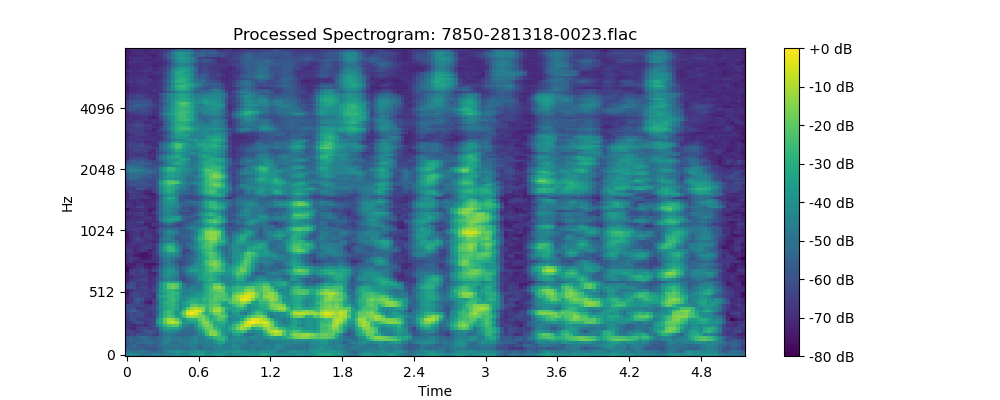 Processed Spectrogram: 7850-281318-0023.flac
+0 dB
-10 dB
-20 dB
-30 dB
-40 dB
-50 dB
-60 dB
-70 dB
-80 dB
Hz
4096
2048
1024
512
0
0 0.6 1.2 1.8 2.4 3 3.6 4.2 4.8
Time